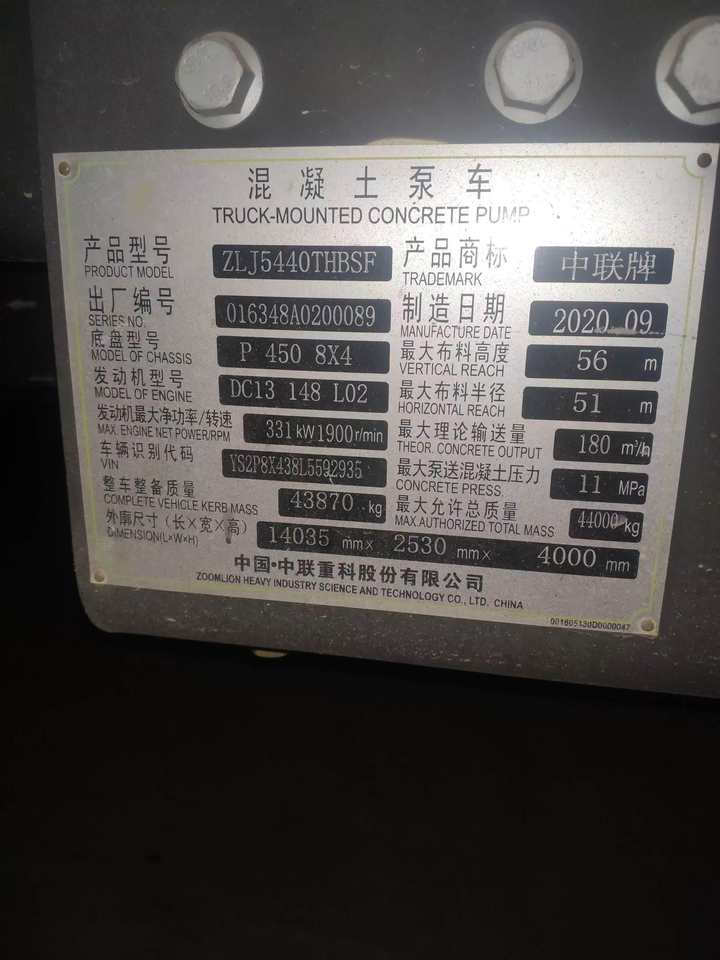 混凝土泵车
TRUCK-MOUNTED CONCRETE PUMP
产品型号 ZLJ5440THBSF 产品商标 中联牌
PRODUCT MODEL TRADEMARK
出厂编号 016348A0200089 制造日期 2020.09
SERIES NO. MANUFACTURE DATE
底盘型号 P 450 8X4 最大布料高度 56 m
MODEL OF CHASSIS VERTICAL REACH
发动机型号 DC13 148 L02 最大布料半径 51 m
MODEL OF ENGINE HORIZONTAL REACH
发动机最大净功率/转速 331kW1900r/min 最大理论输送量 180 m³/h
MAX. ENGINE NET POWER/RPM THEOR. CONCRETE OUTPUT
车辆识别代码 YS2P8X438L5592935 最大泵送混凝土压力 11 MPa
VIN CONCRETE PRESS.
整车整备质量 43870 kg 最大允许总质量 44000kg
COMPLETE VEHICLE KERB MASS MAX.AUTHORIZED TOTAL MASS
外廓尺寸(长×宽×高) 14035 mm× 2530 mm× 4000 mm
DIMENSION(L×W×H)
中国·中联重科股份有限公司
ZOOMLION HEAVY INDUSTRY SCIENCE AND TECHNOLOGY CO., LTD. CHINA
001605130D0000047